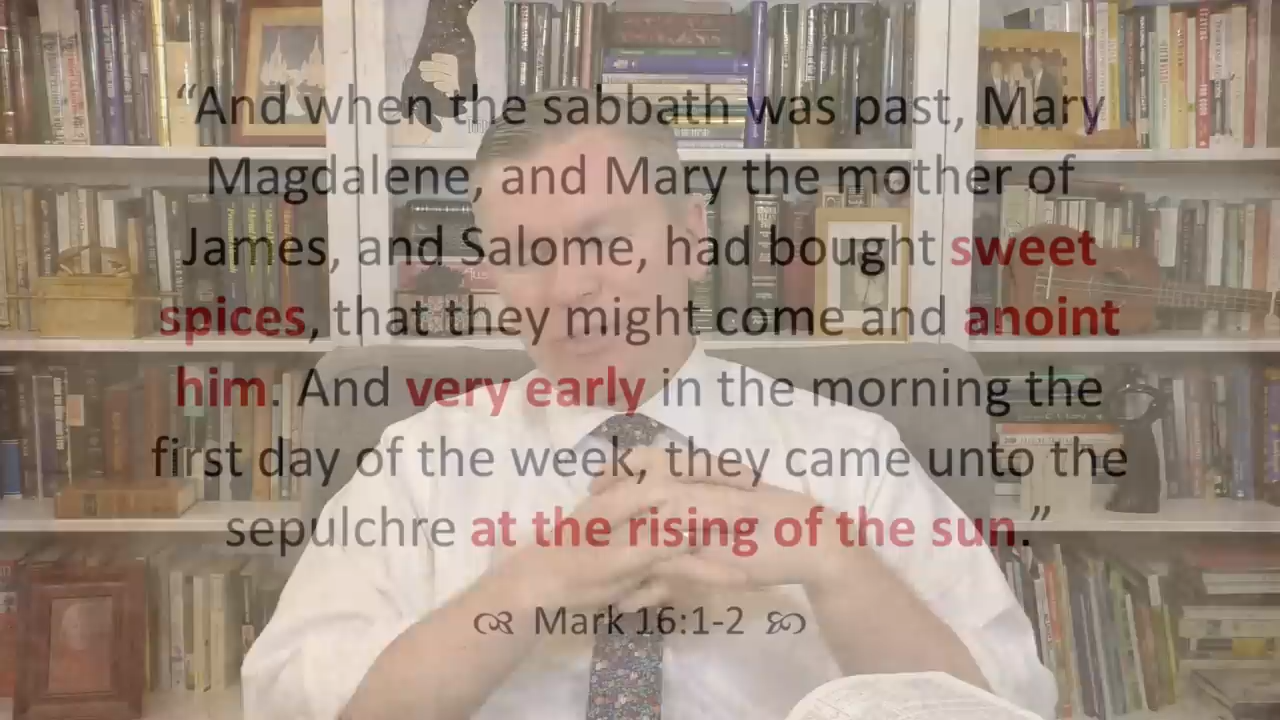 “And when the sabbath was past, Mary
Magdalene, and Mary the mother of
James, and Salome, had bought sweet
spices, that they might come and anoint
him. And very early in the morning the
first day of the week, they came unto the
sepulchre at the rising of the sun.”
Mark 16:1-2